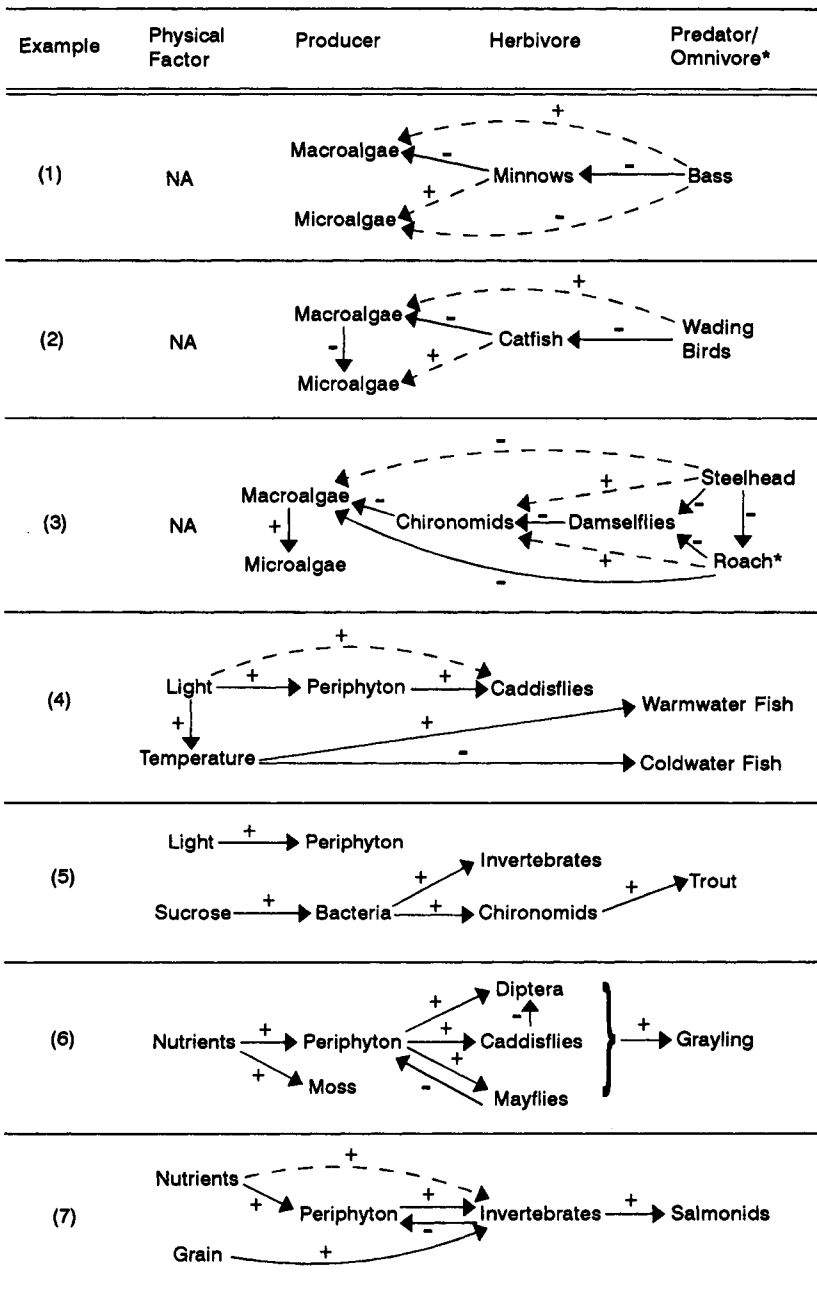 Example Physical Factor Producer Herbivore Predator/ Omnivore*
(1) NA Macroalgae Microalgae Minnows Bass
+ - - + -
(2) NA Macroalgae Microalgae Catfish Wading Birds
+ - - - +
(3) NA Macroalgae Microalgae Chironomids Damselflies Steelhead Roach*
- + - - - - + - + -
(4) Light Temperature Periphyton Caddisflies Warmwater Fish Coldwater Fish
+ + + + + -
(5) Light Periphyton
+
Sucrose Bacteria Invertebrates Chironomids Trout
+ + + +
(6) Nutrients Periphyton Moss Diptera Caddisflies Mayflies Grayling
+ + + + - + - +
(7) Nutrients Periphyton Invertebrates Salmonids
+ + + + -
Grain
+